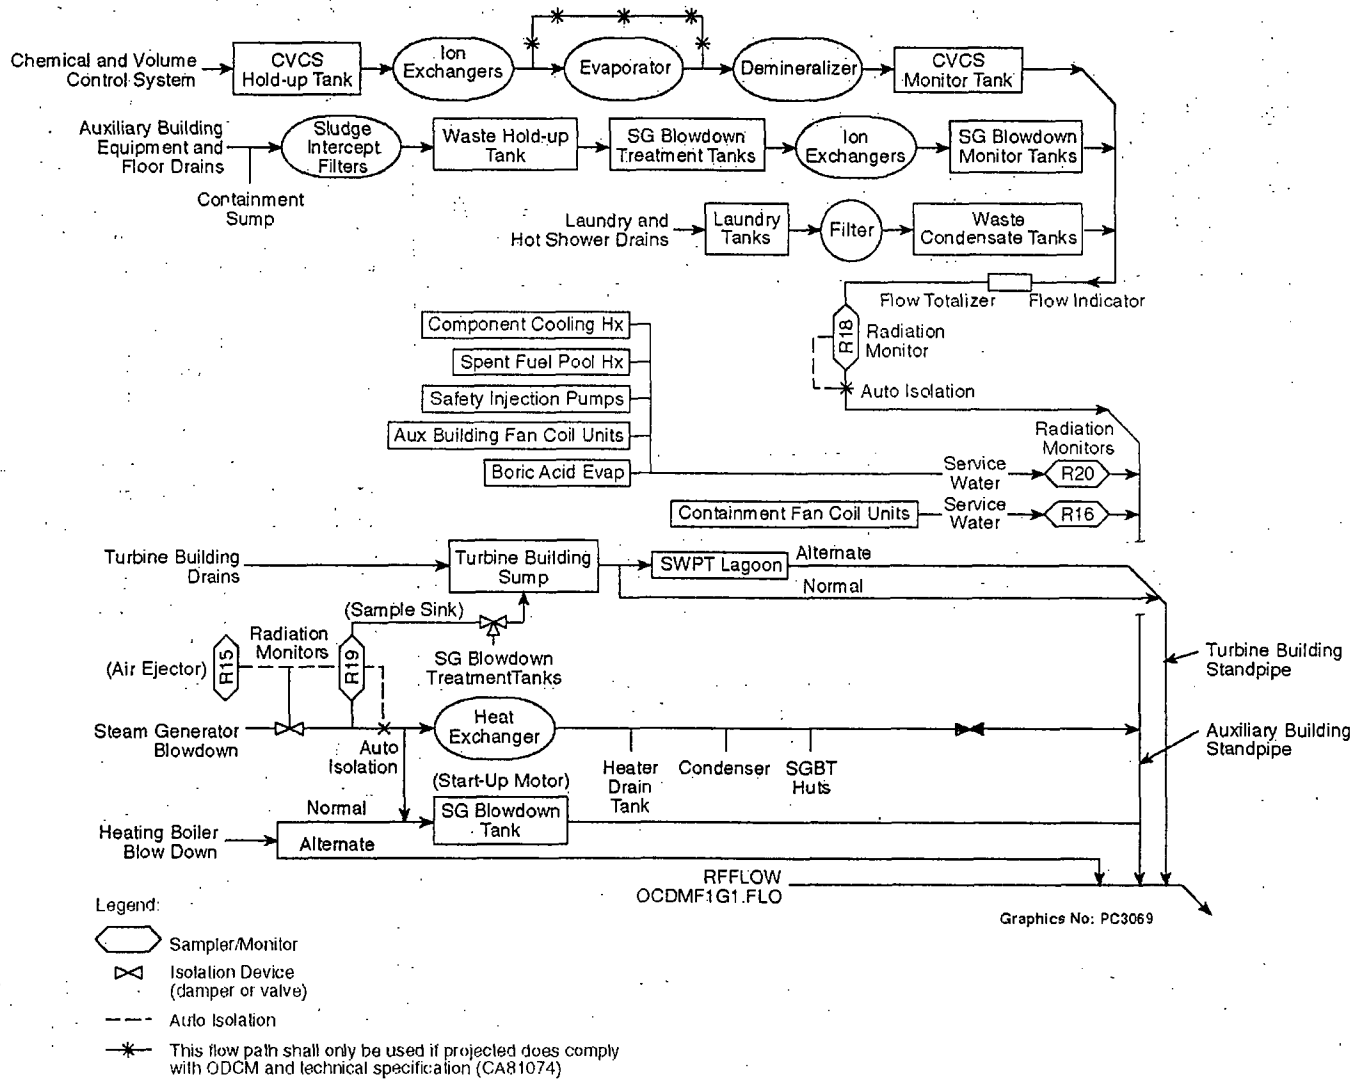 Chemical and Volume
Control System
CVCS
Hold-up Tank
Ion
Exchangers
Evaporator
Demineralizer
CVCS
Monitor Tank
Auxiliary Building
Equipment and
Floor Drains
Containment
Sump
Sludge
Intercept
Filters
Waste Hold-up
Tank
SG Blowdown
Treatment Tanks
Ion
Exchangers
SG Blowdown
Monitor Tanks
Laundry and
Hot Shower Drains
Laundry
Tanks
Filter
Waste
Condensate Tanks
Flow Totalizer
Flow Indicator
R18
Radiation
Monitor
Auto Isolation
Component Cooling Hx
Spent Fuel Pool Hx
Safety Injection Pumps
Aux Building Fan Coil Units
Boric Acid Evap
Service
Water
Radiation
Monitors
R20
Containment Fan Coil Units
Service
Water
R16
Turbine Building
Drains
Turbine Building
Sump
SWPT Lagoon
Alternate
Normal
(Sample Sink)
SG Blowdown
TreatmentTanks
(Air Ejector)
R15
Radiation
Monitors
R19
Turbine Building
Standpipe
Steam Generator
Blowdown
Auto
Isolation
Heat
Exchanger
Heater
Drain
Tank
Condenser
SGBT
Huts
Auxiliary Building
Standpipe
(Start-Up Motor)
SG Blowdown
Tank
Heating Boiler
Blow Down
Normal
Alternate
RFFLOW
OCDMF1G1.FLO
Graphics No: PC3069
Legend:
Sampler/Monitor
Isolation Device
(damper or valve)
Auto Isolation
This flow path shall only be used if projected does comply
with ODCM and technical specification (CA81074)